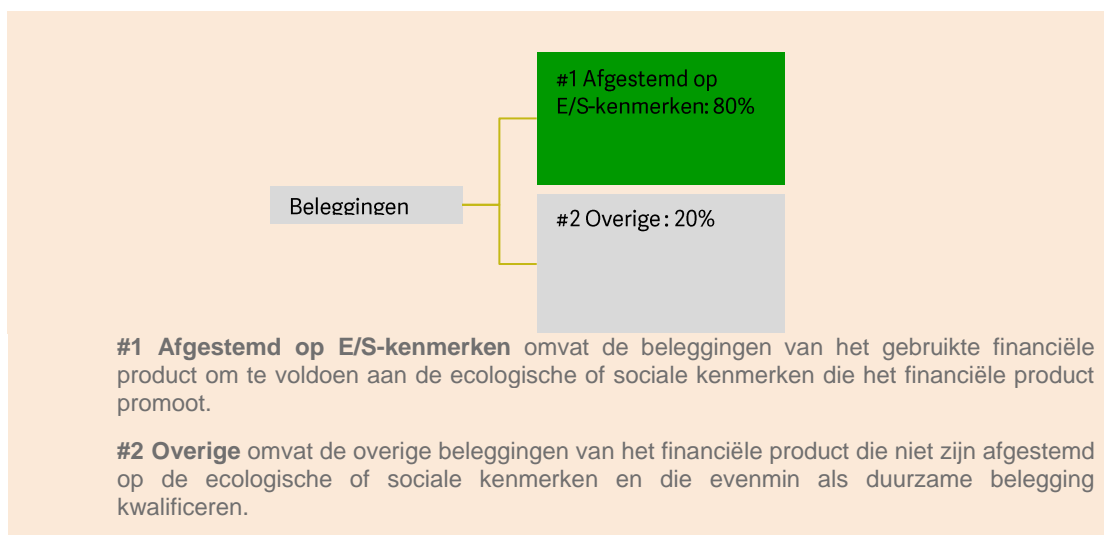 #1 Afgestemd op
E/S-kenmerken: 80%
Beleggingen
#2 Overige: 20%
#1 Afgestemd op E/S-kenmerken omvat de beleggingen van het gebruikte financiële
product om te voldoen aan de ecologische of sociale kenmerken die het financiële product
promoot.
#2 Overige omvat de overige beleggingen van het financiële product die niet zijn afgestemd
op de ecologische of sociale kenmerken en die evenmin als duurzame belegging
kwalificeren.